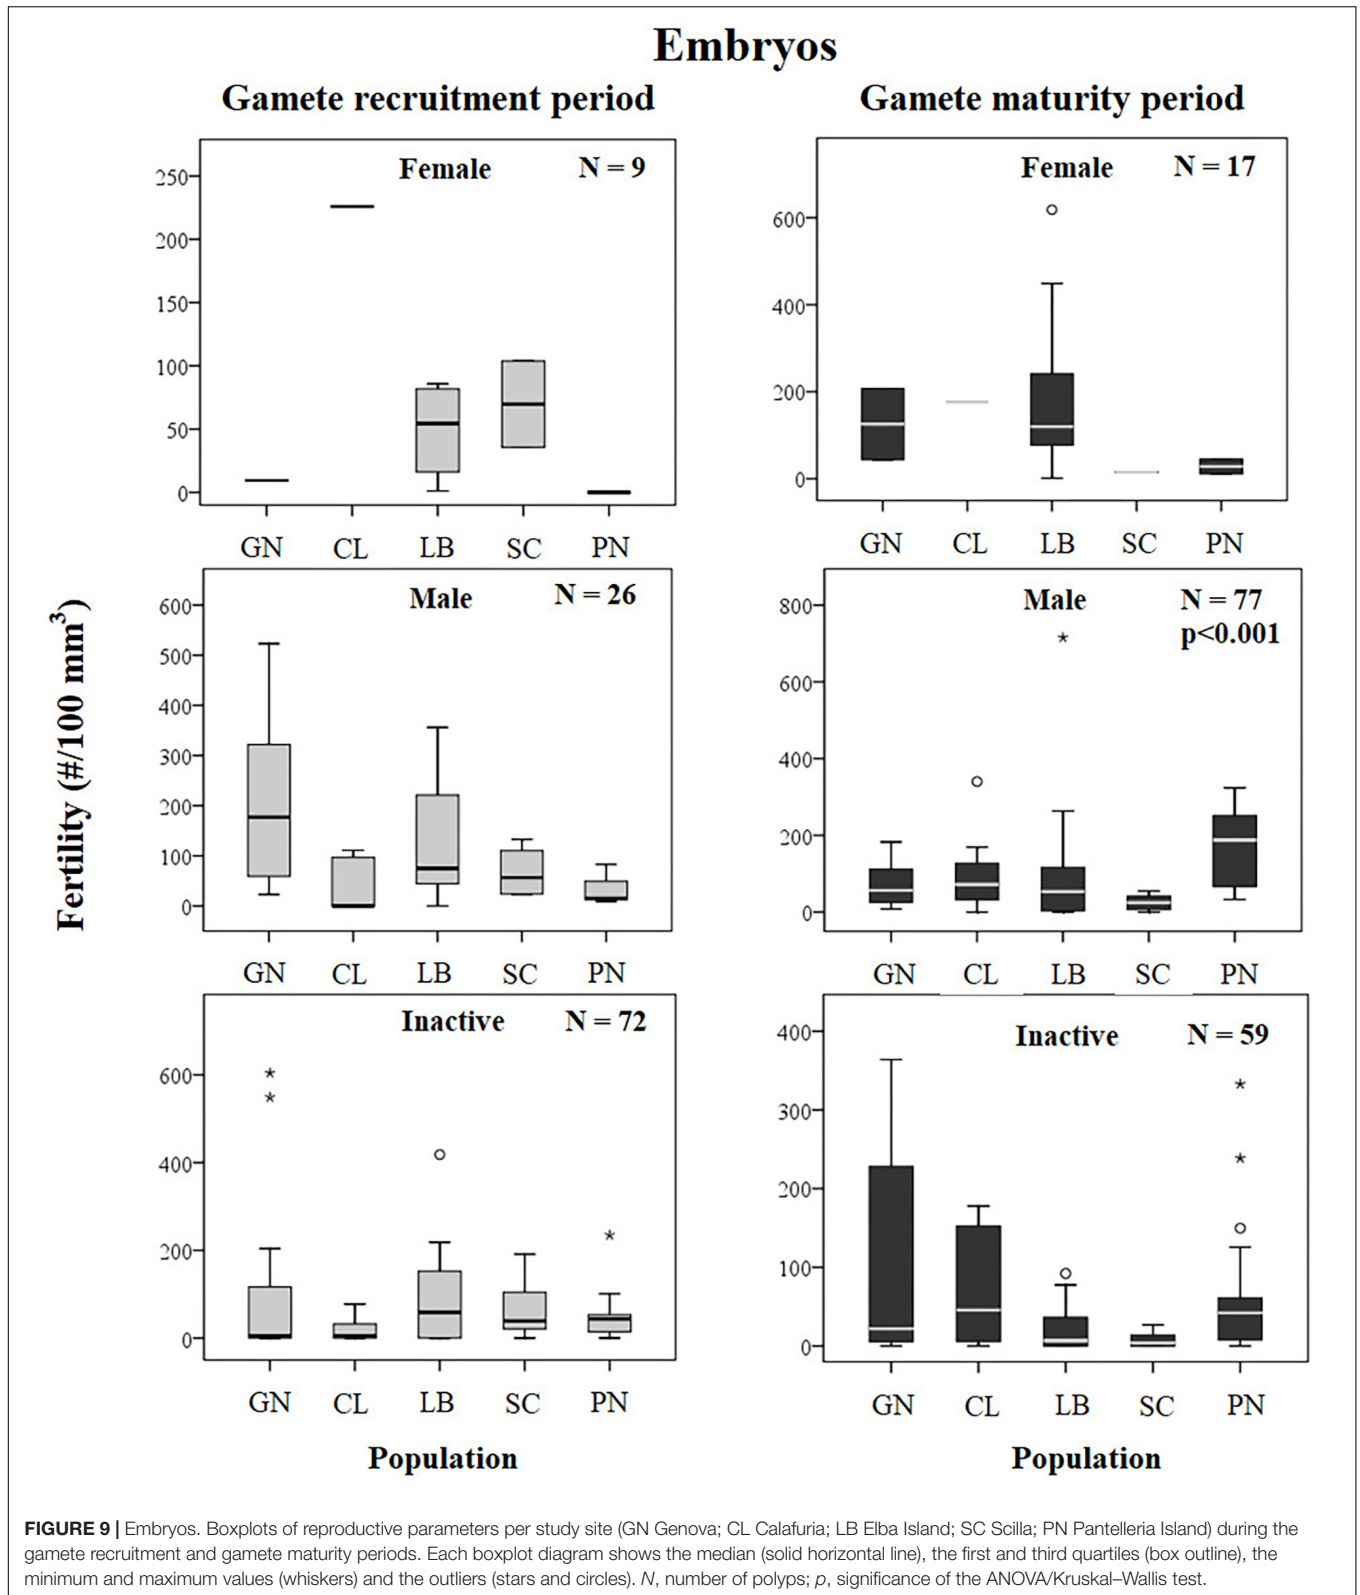 Embryos
Gamete recruitment period
Gamete maturity period
Female N = 9
250
200
150
100
50
0
GN CL LB SC PN
Female N = 17
600
400
200
0
GN CL LB SC PN
Fertility (#/100 mm³)
Male N = 26
600
500
400
300
200
100
0
GN CL LB SC PN
Male N = 77
p<0.001
800
600
400
200
0
GN CL LB SC PN
Inactive N = 72
600
400
200
0
GN CL LB SC PN
Population
Inactive N = 59
400
300
200
100
0
GN CL LB SC PN
Population
FIGURE 9 | Embryos. Boxplots of reproductive parameters per study site (GN Genova; CL Calafuria; LB Elba Island; SC Scilla; PN Pantelleria Island) during the
gamete recruitment and gamete maturity periods. Each boxplot diagram shows the median (solid horizontal line), the first and third quartiles (box outline), the
minimum and maximum values (whiskers) and the outliers (stars and circles). N, number of polyps; p, significance of the ANOVA/Kruskal–Wallis test.